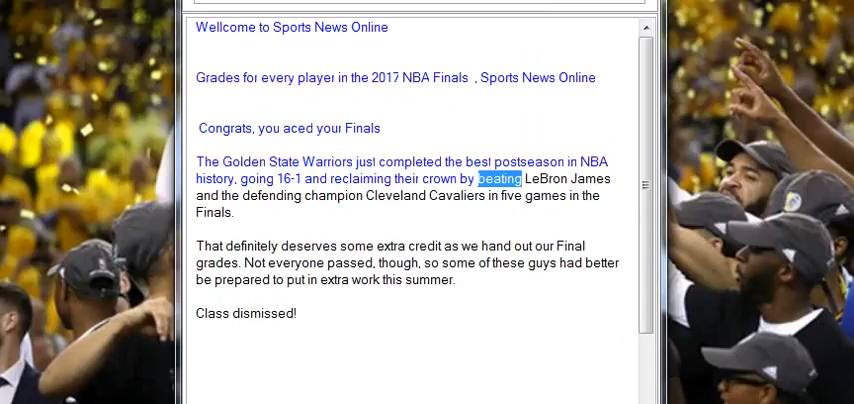 Wellcome to Sports News Online
Grades for every player in the 2017 NBA Finals , Sports News Online
Congrats, you aced your Finals
The Golden State Warriors just completed the best postseason in NBA
history, going 16-1 and reclaiming their crown by beating LeBron James
and the defending champion Cleveland Cavaliers in five games in the
Finals.
That definitely deserves some extra credit as we hand out our Final
grades. Not everyone passed, though, so some of these guys had better
be prepared to put in extra work this summer.
Class dismissed!